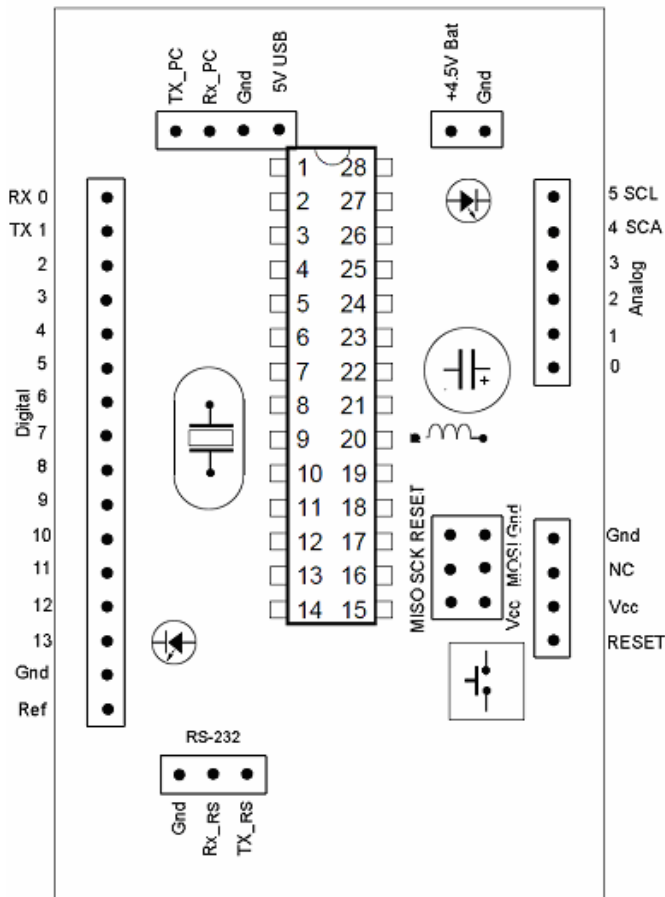 TX_PC
Rx_PC
Gnd
5V USB
+4.5V Bat
Gnd
RX 0
TX 1
2
3
4
5
6
7
8
9
10
11
12
13
Gnd
Ref
Digital
1 28
2 27
3 26
4 25
5 24
6 23
7 22
8 21
9 20
10 19
11 18
12 17
13 16
14 15
5 SCL
4 SCA
3
2
1
0
Analog
+
MISO SCK RESET
Vcc MOSI Gnd
Gnd
NC
Vcc
RESET
RS-232
Gnd
Rx_RS
TX_RS